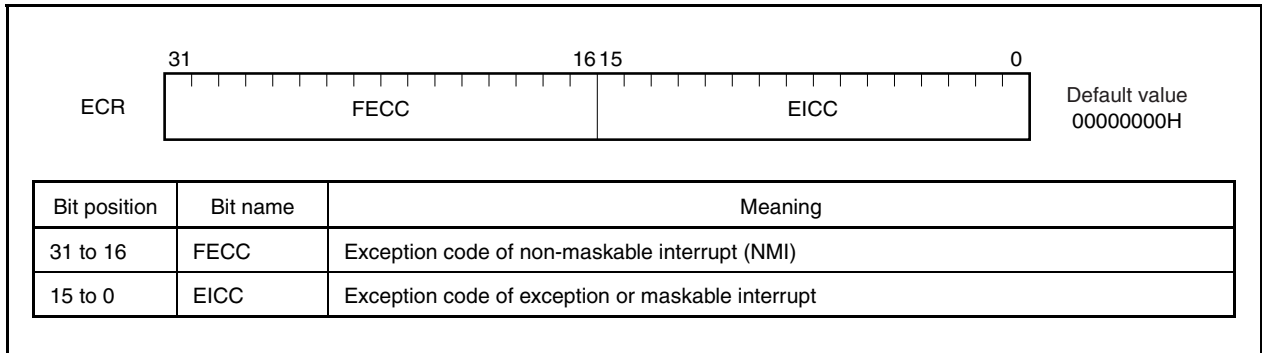 31 16 15 0
ECR FECC EICC Default value
00000000H
Bit position Bit name Meaning
31 to 16 FECC Exception code of non-maskable interrupt (NMI)
15 to 0 EICC Exception code of exception or maskable interrupt